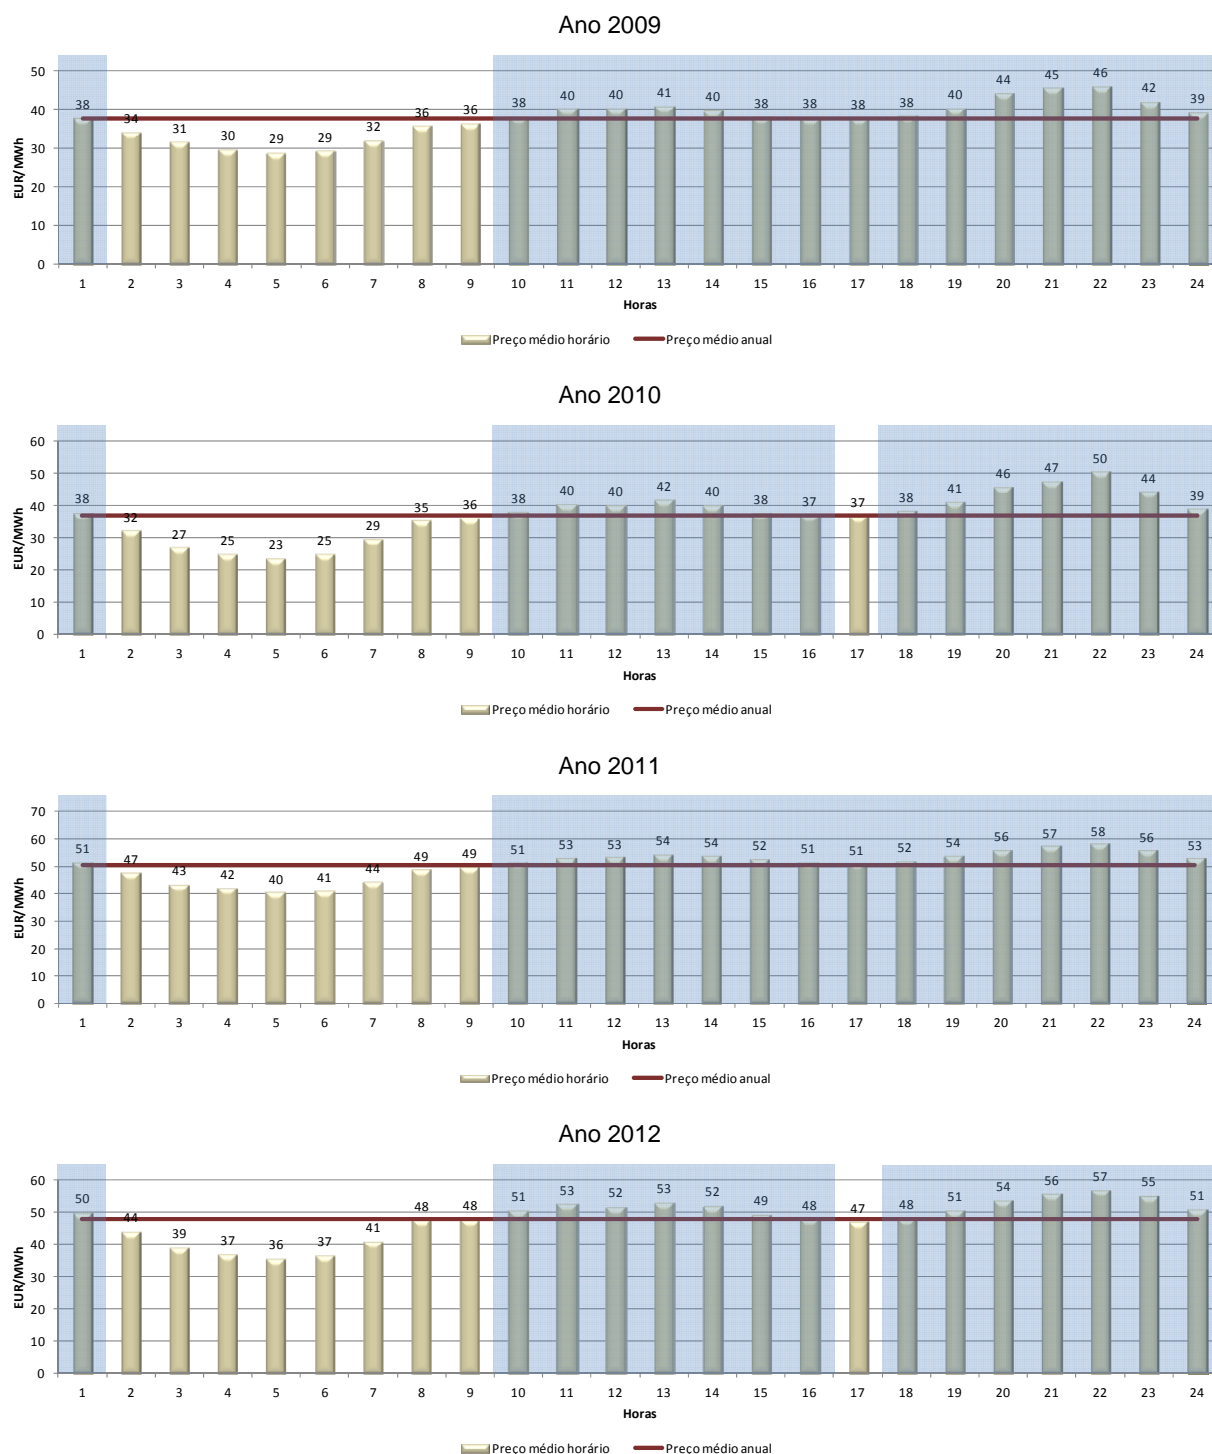 Ano 2009
EUR/MWh
50
40
30
20
10
0
38 34 31 30 29 29 32 36 36 38 40 40 41 40 38 38 38 38 40 44 45 46 42 39
1 2 3 4 5 6 7 8 9 10 11 12 13 14 15 16 17 18 19 20 21 22 23 24
Horas
Preço médio horário Preço médio anual
Ano 2010
EUR/MWh
60
50
40
30
20
10
0
38 32 27 25 23 25 29 35 36 38 40 40 42 40 38 37 37 38 41 46 47 50 44 39
1 2 3 4 5 6 7 8 9 10 11 12 13 14 15 16 17 18 19 20 21 22 23 24
Horas
Preço médio horário Preço médio anual
Ano 2011
EUR/MWh
70
60
50
40
30
20
10
0
51 47 43 42 40 41 44 49 49 51 53 53 54 54 52 51 51 52 54 56 57 58 56 53
1 2 3 4 5 6 7 8 9 10 11 12 13 14 15 16 17 18 19 20 21 22 23 24
Horas
Preço médio horário Preço médio anual
Ano 2012
EUR/MWh
60
50
40
30
20
10
0
50 44 39 37 36 37 41 48 48 51 53 52 53 52 49 48 47 48 51 54 56 57 55 51
1 2 3 4 5 6 7 8 9 10 11 12 13 14 15 16 17 18 19 20 21 22 23 24
Horas
Preço médio horário Preço médio anual